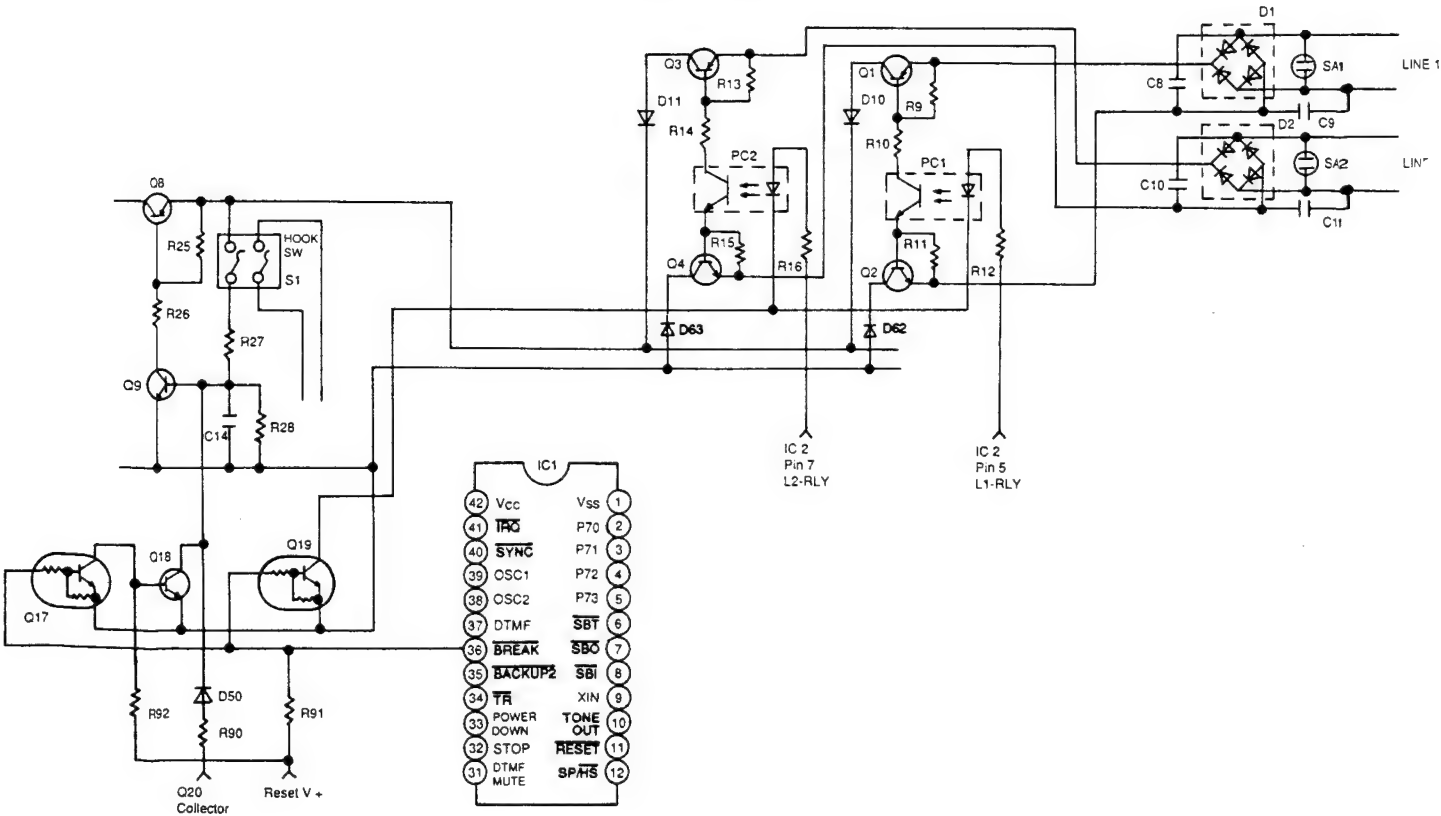 D1
Q3
Q1
SA1
LINE 1
R13
C8
D11
D10
R9
R14
D2
C9
R10
PC2
PC1
SA2
C10
Q8
C11
HOOK
SW
R25
R15
R11
Q4
R16
Q2
R12
S1
R26
D63
D62
R27
Q9
C14
R28
IC 2
Pin 7
L2-RLY
IC 2
Pin 5
L1-RLY
IC1
42 VCC
VSS 1
41 IRQ
P70 2
40 SYNC
P71 3
39 OSC1
P72 4
38 OSC2
P73 5
37 DTMF
SBT 6
36 BREAK
SBO 7
35 BACKUP2
SBI 8
34 TR
XIN 9
33 POWER
DOWN
TONE
OUT 10
32 STOP
RESET 11
31 DTMF
MUTE
SP/HS 12
Q18
Q19
Q17
D50
R92
R90
R91
Q20
Collector
Reset V +